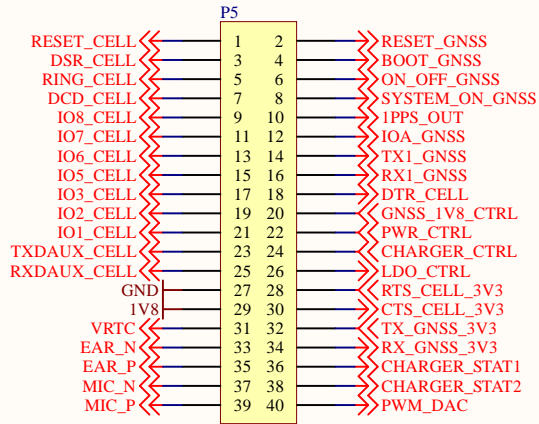 P5
RESET_CELL 1 2 RESET_GNSS
DSR_CELL 3 4 BOOT_GNSS
RING_CELL 5 6 ON_OFF_GNSS
DCD_CELL 7 8 SYSTEM_ON_GNSS
IO8_CELL 9 10 1PPS_OUT
IO7_CELL 11 12 IOA_GNSS
IO6_CELL 13 14 TX1_GNSS
IO5_CELL 15 16 RX1_GNSS
IO3_CELL 17 18 DTR_CELL
IO2_CELL 19 20 GNSS_1V8_CTRL
IO1_CELL 21 22 PWR_CTRL
TXDAUX_CELL 23 24 CHARGER_CTRL
RXDAUX_CELL 25 26 LDO_CTRL
GND 27 28 RTS_CELL_3V3
1V8 29 30 CTS_CELL_3V3
VRTC 31 32 TX_GNSS_3V3
EAR_N 33 34 RX_GNSS_3V3
EAR_P 35 36 CHARGER_STAT1
MIC_N 37 38 CHARGER_STAT2
MIC_P 39 40 PWM_DAC